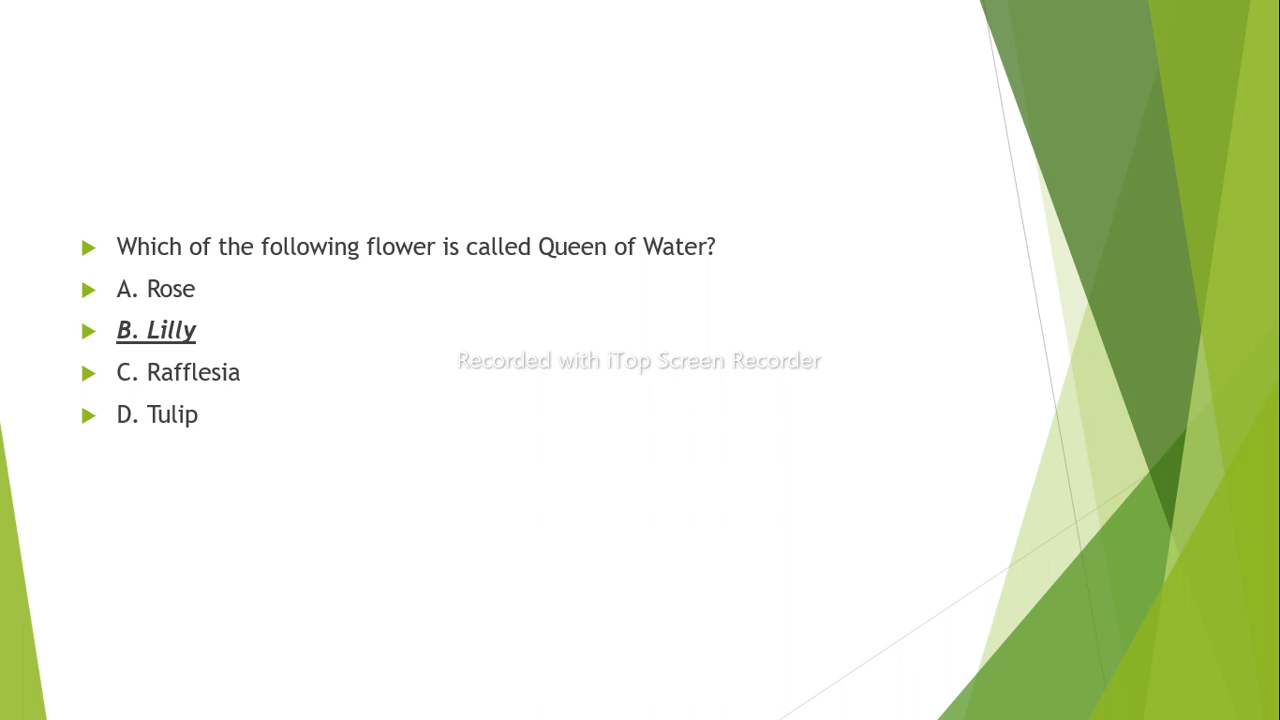 Which of the following flower is called Queen of Water?
A. Rose
B. Lilly
C. Rafflesia
D. Tulip
Recorded with iTop Screen Recorder